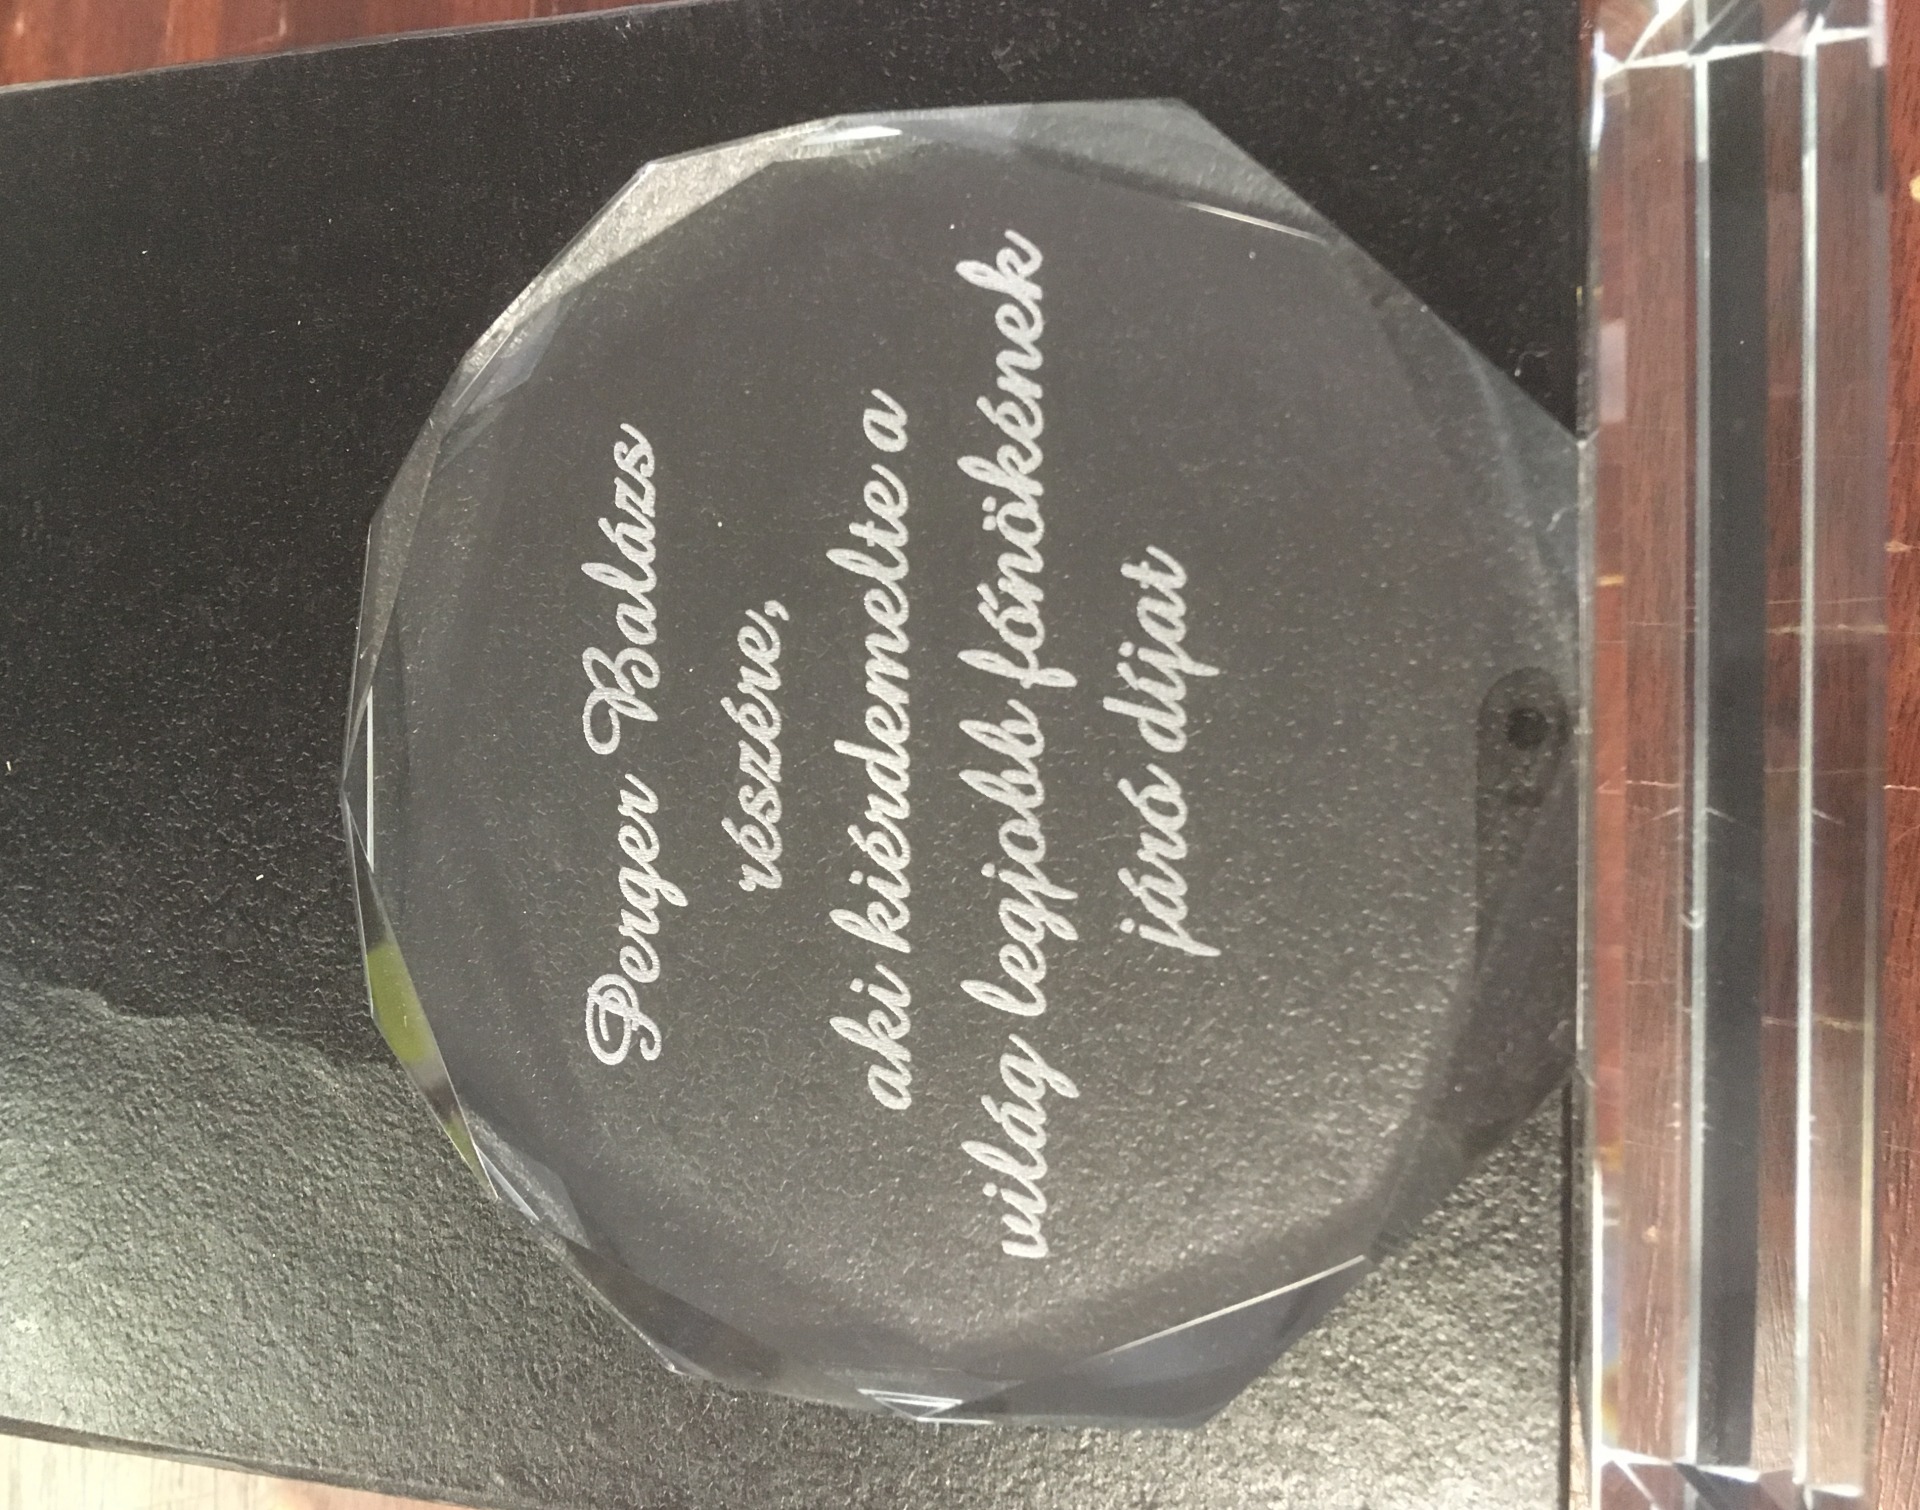 Perger Balázs
részére,
aki kiérdemelte a
világ legjobb főnökének
járó díjat